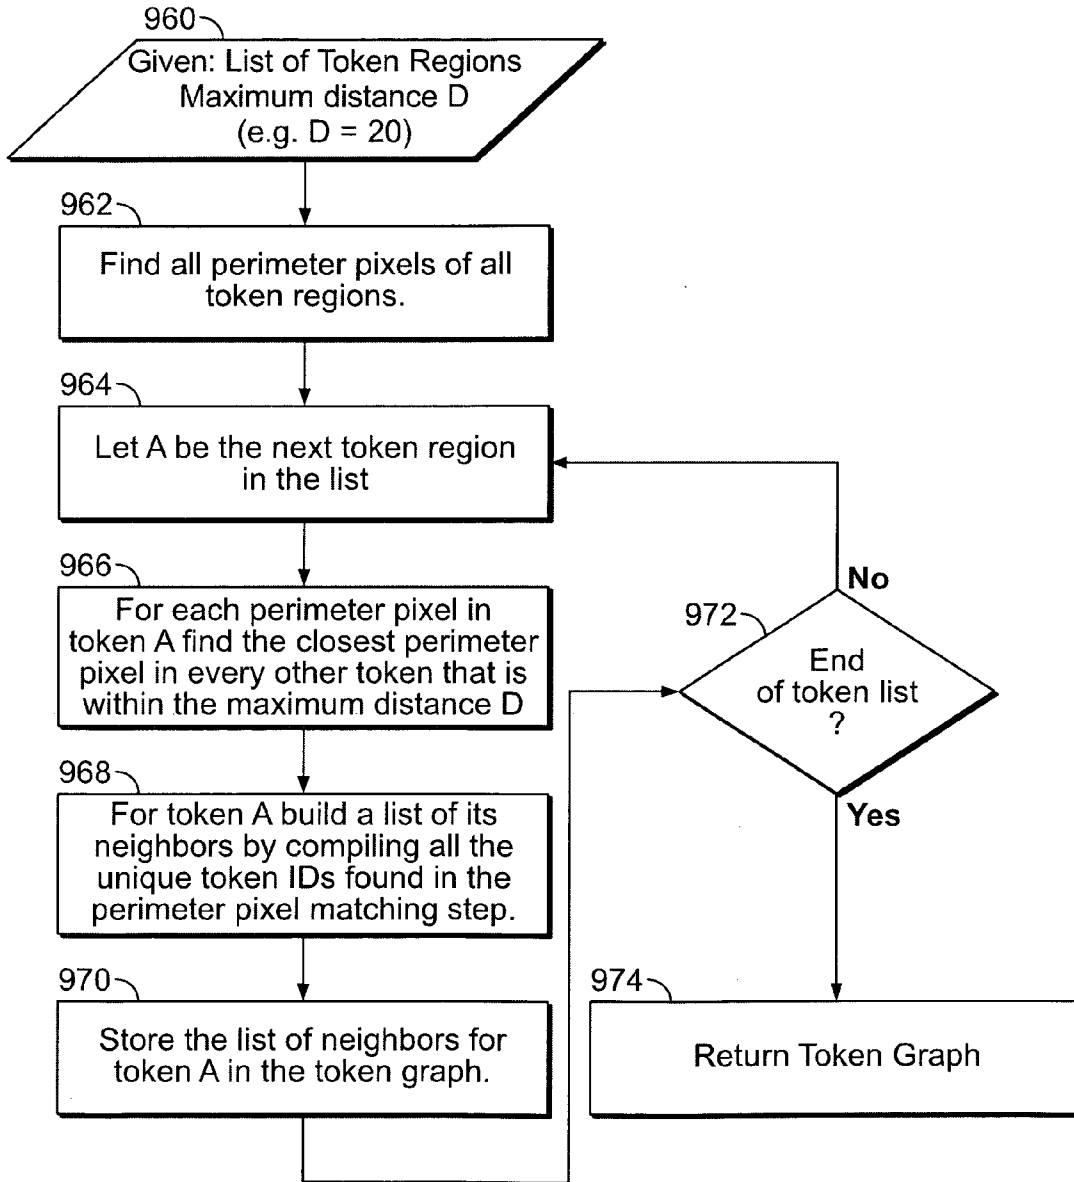 960
Given: List of Token Regions
Maximum distance D
(e.g. D = 20)
962
Find all perimeter pixels of all
token regions.
964
Let A be the next token region
in the list
966
For each perimeter pixel in
token A find the closest perimeter
pixel in every other token that is
within the maximum distance D
968
For token A build a list of its
neighbors by compiling all the
unique token IDs found in the
perimeter pixel matching step.
970
Store the list of neighbors for
token A in the token graph.
No
972
End
of token list
?
Yes
974
Return Token Graph